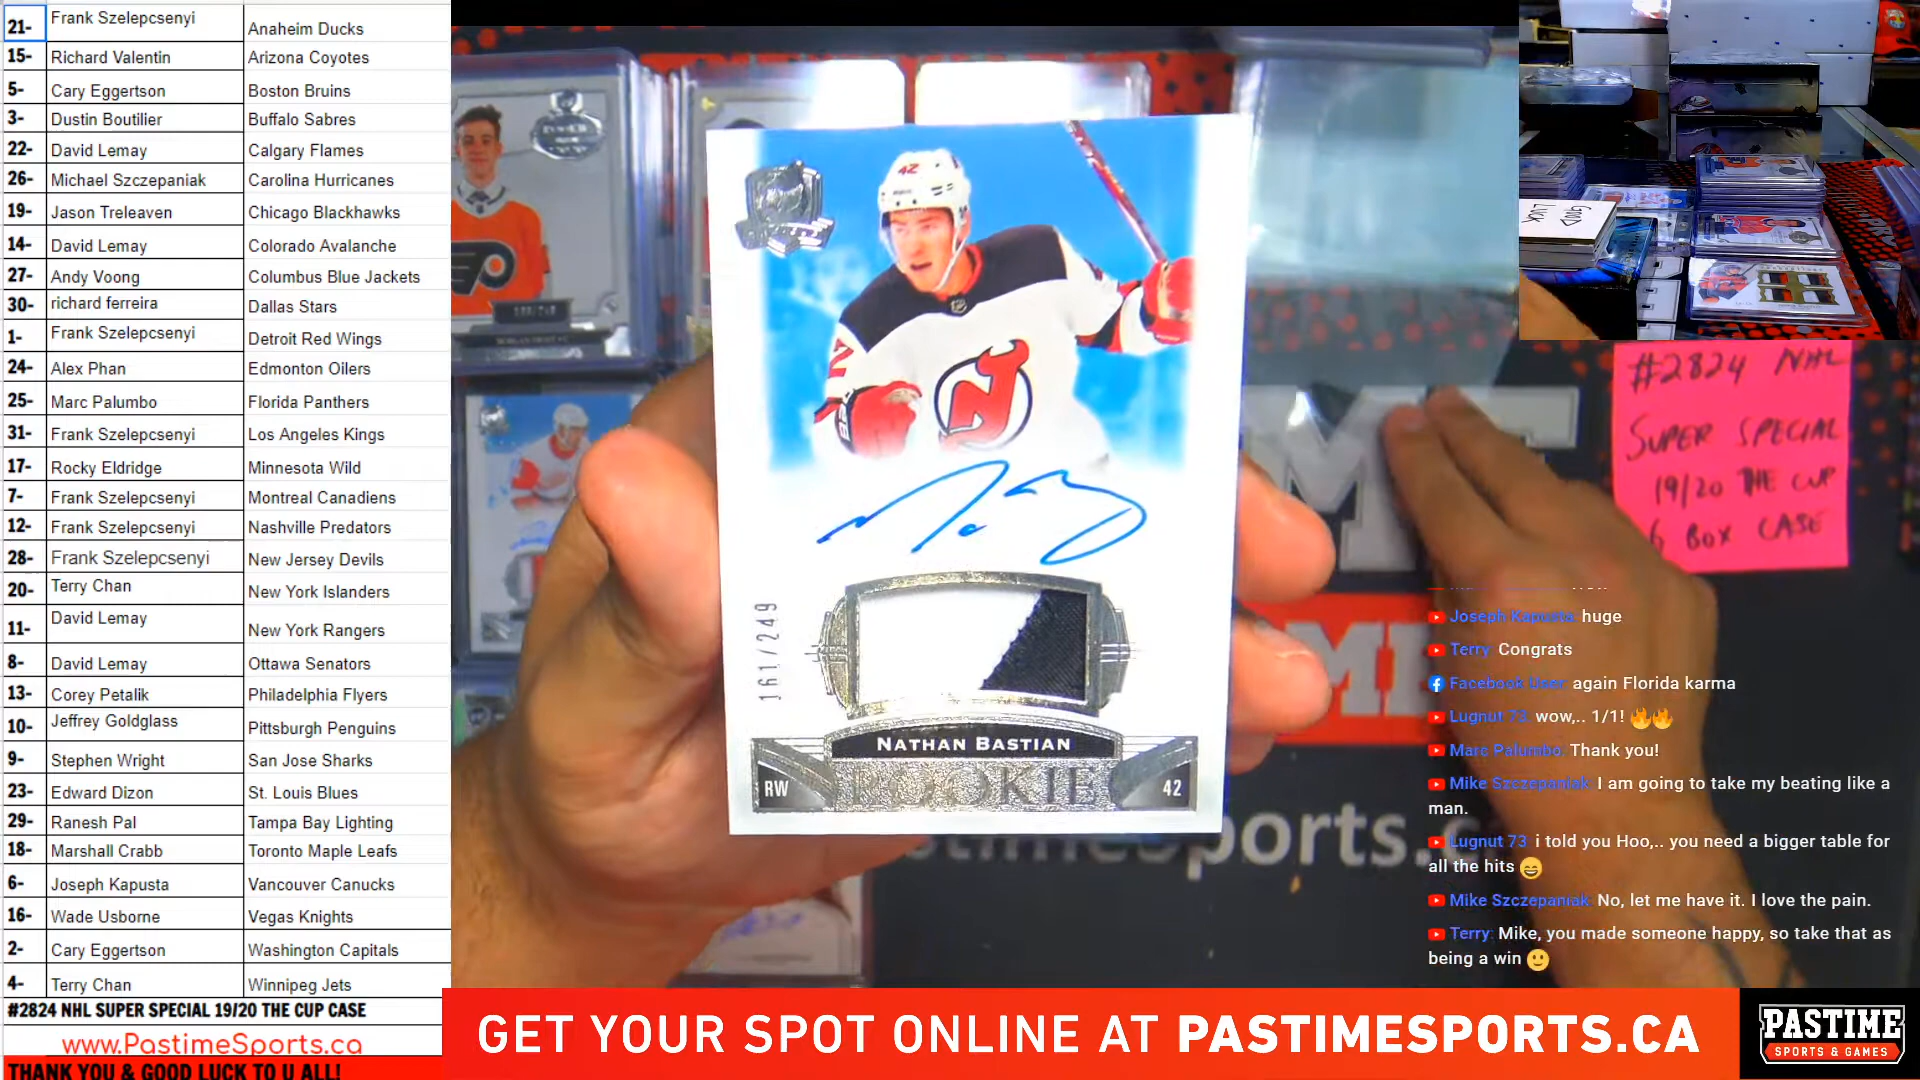 21- Frank Szelepcsenyi Anaheim Ducks
15- Richard Valentin Arizona Coyotes
5- Cary Eggertson Boston Bruins
3- Dustin Boutilier Buffalo Sabres
22- David Lemay Calgary Flames
26- Michael Szczepaniak Carolina Hurricanes
19- Jason Treleaven Chicago Blackhawks
14- David Lemay Colorado Avalanche
27- Andy Voong Columbus Blue Jackets
30- richard ferreira Dallas Stars
1- Frank Szelepcsenyi Detroit Red Wings
24- Alex Phan Edmonton Oilers
25- Marc Palumbo Florida Panthers
31- Frank Szelepcsenyi Los Angeles Kings
17- Rocky Eldridge Minnesota Wild
7- Frank Szelepcsenyi Montreal Canadiens
12- Frank Szelepcsenyi Nashville Predators
28- Frank Szelepcsenyi New Jersey Devils
20- Terry Chan New York Islanders
11- David Lemay New York Rangers
8- David Lemay Ottawa Senators
13- Corey Petalik Philadelphia Flyers
10- Jeffrey Goldglass Pittsburgh Penguins
9- Stephen Wright San Jose Sharks
23- Edward Dizon St. Louis Blues
29- Ranesh Pal Tampa Bay Lighting
18- Marshall Crabb Toronto Maple Leafs
6- Joseph Kapusta Vancouver Canucks
16- Wade Usborne Vegas Knights
2- Cary Eggertson Washington Capitals
4- Terry Chan Winnipeg Jets
#2824 NHL SUPER SPECIAL 19/20 THE CUP CASE
www.PastimeSports.ca
THANK YOU & GOOD LUCK TO U ALL!
42
161/249
NATHAN BASTIAN
RW ROOKIE 42
GOOD
LUCK
#2824 NHL
SUPER SPECIAL
19/20 THE CUP
6 BOX CASE
Joseph Kapusta: huge
Terry: Congrats
Facebook User: again Florida karma
Lugnut 73: wow,.. 1/1! 🔥🔥
Marc Palumbo: Thank you!
Mike Szczepaniak: I am going to take my beating like a
man.
Lugnut 73: i told you Hoo,.. you need a bigger table for
all the hits 😄
Mike Szczepaniak: No, let me have it. I love the pain.
Terry: Mike, you made someone happy, so take that as
being a win 🙂
GET YOUR SPOT ONLINE AT PASTIMESPORTS.CA
PASTIME
SPORTS & GAMES